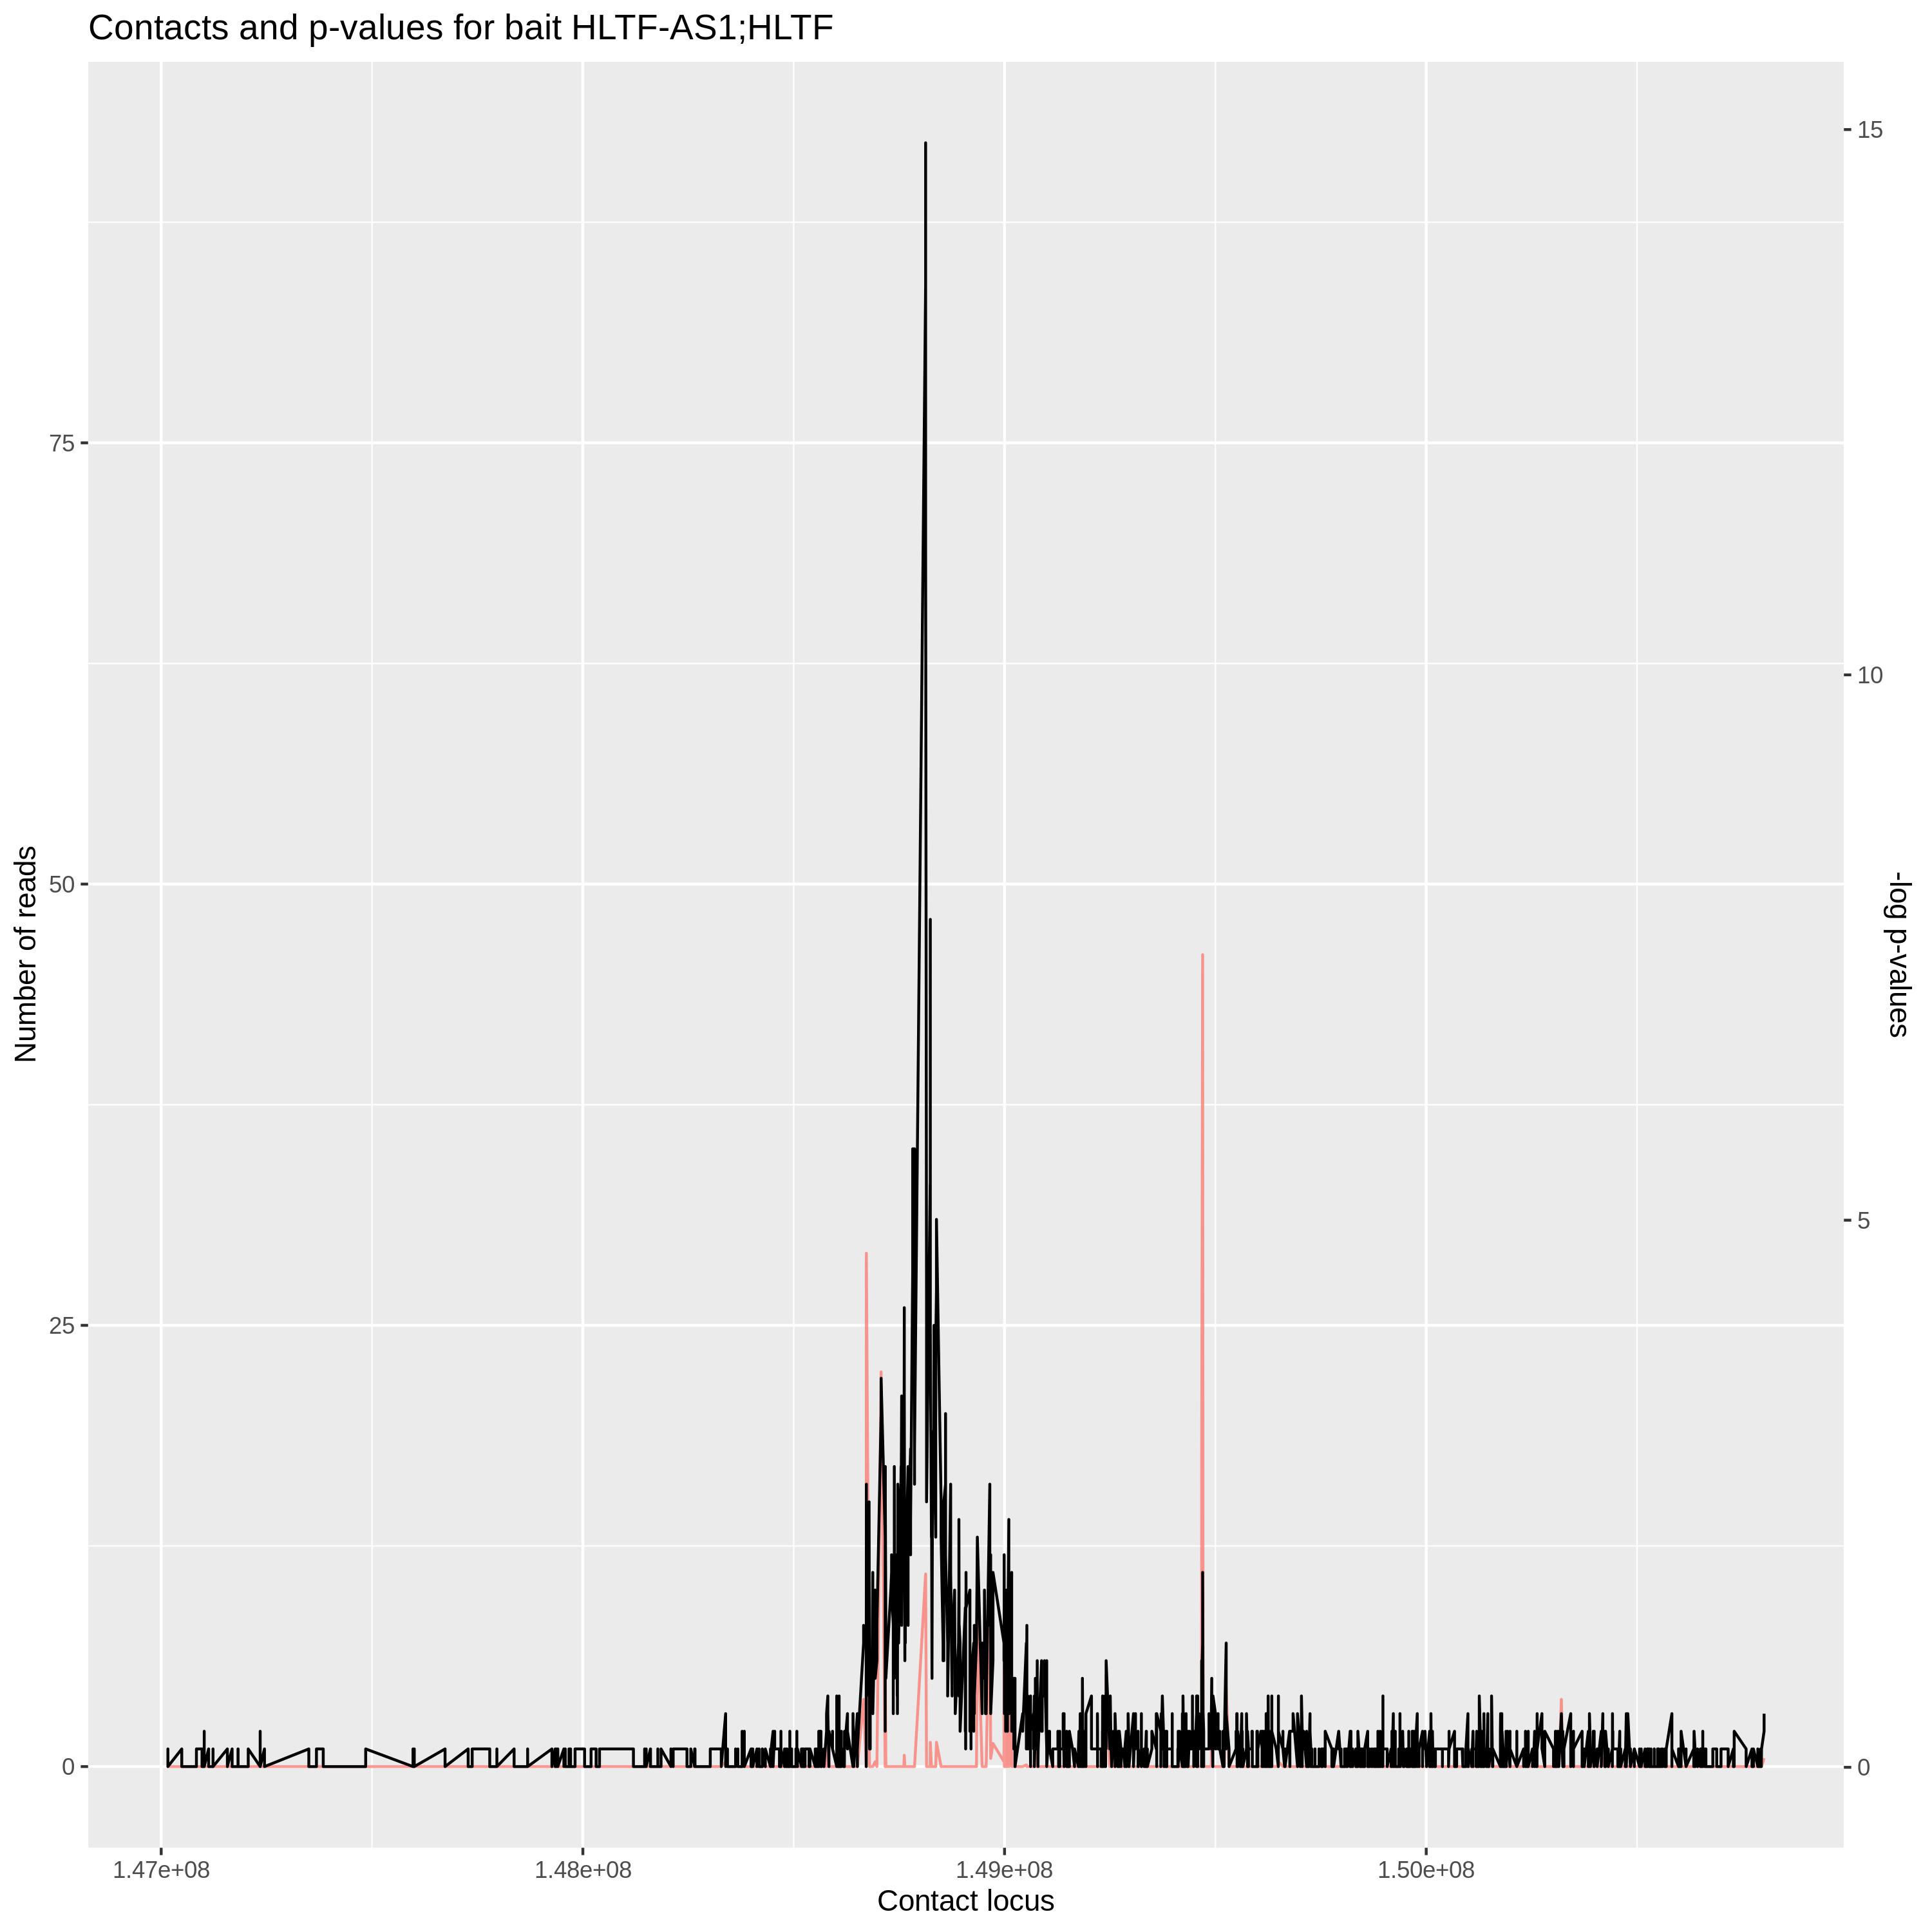 Contacts and p-values for bait HLTF-AS1;HLTF
15
75
10
50
Number of reads
-log p-values
5
25
0
0
1.47e+08
1.48e+08
1.49e+08
1.50e+08
Contact locus